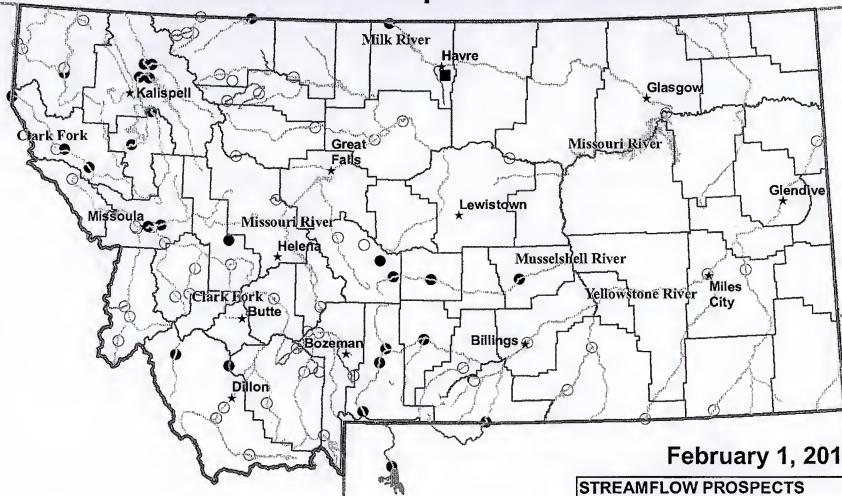 Milk River
Havre
Kalispell
Glasgow
Clark Fork
Great
Falls
Missouri River
Glendive
Lewistown
Missoula
Missouri River
Helena
Musselshell River
Clark Fork
Butte
Yellowstone River
Miles
City
Bozeman
Billings
Dillon
February 1, 201
STREAMFLOW PROSPECTS